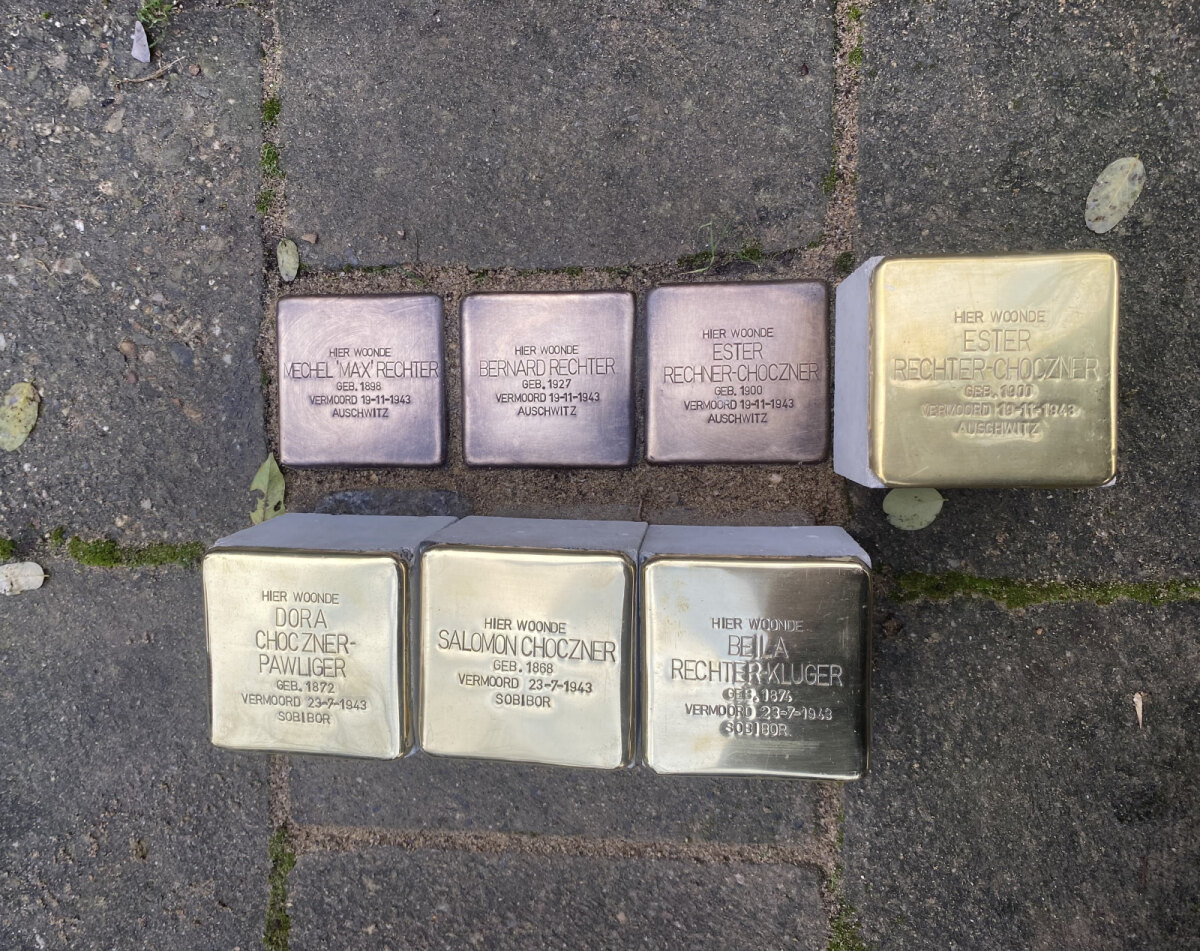 HIER WOONDE
MECHEL 'MAX' RECHTER
GEB. 1898
VERMOORD 19-11-1943
AUSCHWITZ
HIER WOONDE
BERNARD RECHTER
GEB. 1927
VERMOORD 19-11-1943
AUSCHWITZ
HIER WOONDE
ESTER
RECHNER-CHOCZNER
GEB. 1900
VERMOORD 19-11-1943
AUSCHWITZ
HIER WOONDE
ESTER
RECHTER-CHOCZNER
GEB. 1900
VERMOORD 19-11-1943
AUSCHWITZ
HIER WOONDE
DORA
CHOCZNER-
PAWLIGER
GEB. 1872
VERMOORD 23-7-1943
SOBIBOR
HIER WOONDE
SALOMON CHOCZNER
GEB. 1868
VERMOORD 23-7-1943
SOBIBOR
HIER WOONDE
BEILA
RECHTER-KLUGER
GEB. 1874
VERMOORD 23-7-1943
SOBIBOR